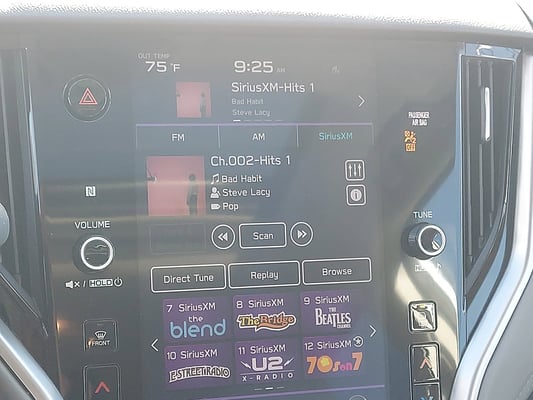 OUT TEMP
75°F
9:25 AM
SiriusXM-Hits 1
Bad Habit
Steve Lacy
PASSENGER
AIR BAG
OFF
FM
AM
SiriusXM
Ch.002-Hits 1
Bad Habit
Steve Lacy
Pop
VOLUME
TUNE
Scan
HOLD
Direct Tune
Replay
Browse
7 SiriusXM
the blend
8 SiriusXM
The Bridge
9 SiriusXM
THE BEATLES
CHANNEL
10 SiriusXM
E STREET RADIO
11 SiriusXM
U2
X-RADIO
12 SiriusXM
70s on 7
FRONT